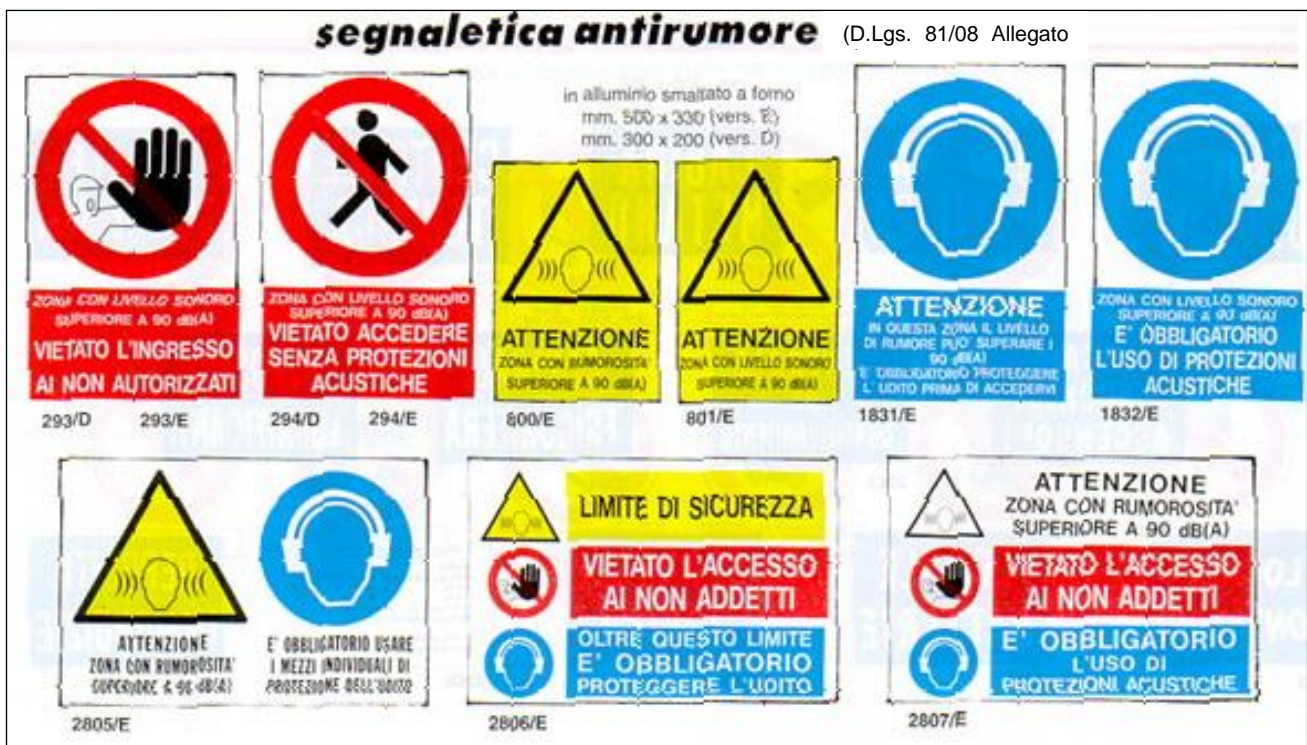 segnaletica antirumore (D.Lgs. 81/08 Allegato
in alluminio smaltato a forno
mm. 500 x 330 (vers. E)
mm. 300 x 200 (vers. D)
ZONA CON LIVELLO SONORO
SUPERIORE A 90 dB(A)
VIETATO L'INGRESSO
AI NON AUTORIZZATI
293/D 293/E
ZONA CON LIVELLO SONORO
SUPERIORE A 90 dB(A)
VIETATO ACCEDERE
SENZA PROTEZIONI
ACUSTICHE
294/D 294/E
ATTENZIONE
ZONA CON RUMOROSITA'
SUPERIORE A 90 dB(A)
800/E
ATTENZIONE
ZONA CON LIVELLO SONORO
SUPERIORE A 90 dB(A)
801/E
ATTENZIONE
IN QUESTA ZONA IL LIVELLO
DI RUMORE PUO' SUPERARE I
90 dB(A)
E' OBBLIGATORIO PROTEGGERE
L'UDITO PRIMA DI ACCEDERVI
1831/E
ZONA CON LIVELLO SONORO
SUPERIORE A 90 dB(A)
E' OBBLIGATORIO
L'USO DI PROTEZIONI
ACUSTICHE
1832/E
ATTENZIONE
ZONA CON RUMOROSITA'
SUPERIORE A 90 dB(A)
E' OBBLIGATORIO USARE
I MEZZI INDIVIDUALI DI
PROTEZIONE DELL'UDITO
2805/E
LIMITE DI SICUREZZA
VIETATO L'ACCESSO
AI NON ADDETTI
OLTRE QUESTO LIMITE
E' OBBLIGATORIO
PROTEGGERE L'UDITO
2806/E
ATTENZIONE
ZONA CON RUMOROSITA'
SUPERIORE A 90 dB(A)
VIETATO L'ACCESSO
AI NON ADDETTI
E' OBBLIGATORIO
L'USO DI
PROTEZIONI ACUSTICHE
2807/E